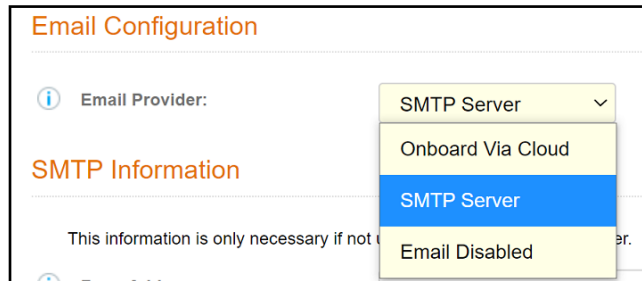 Email Configuration
Email Provider:
SMTP Server
Onboard Via Cloud
SMTP Information
SMTP Server
This information is only necessary if not
Email Disabled